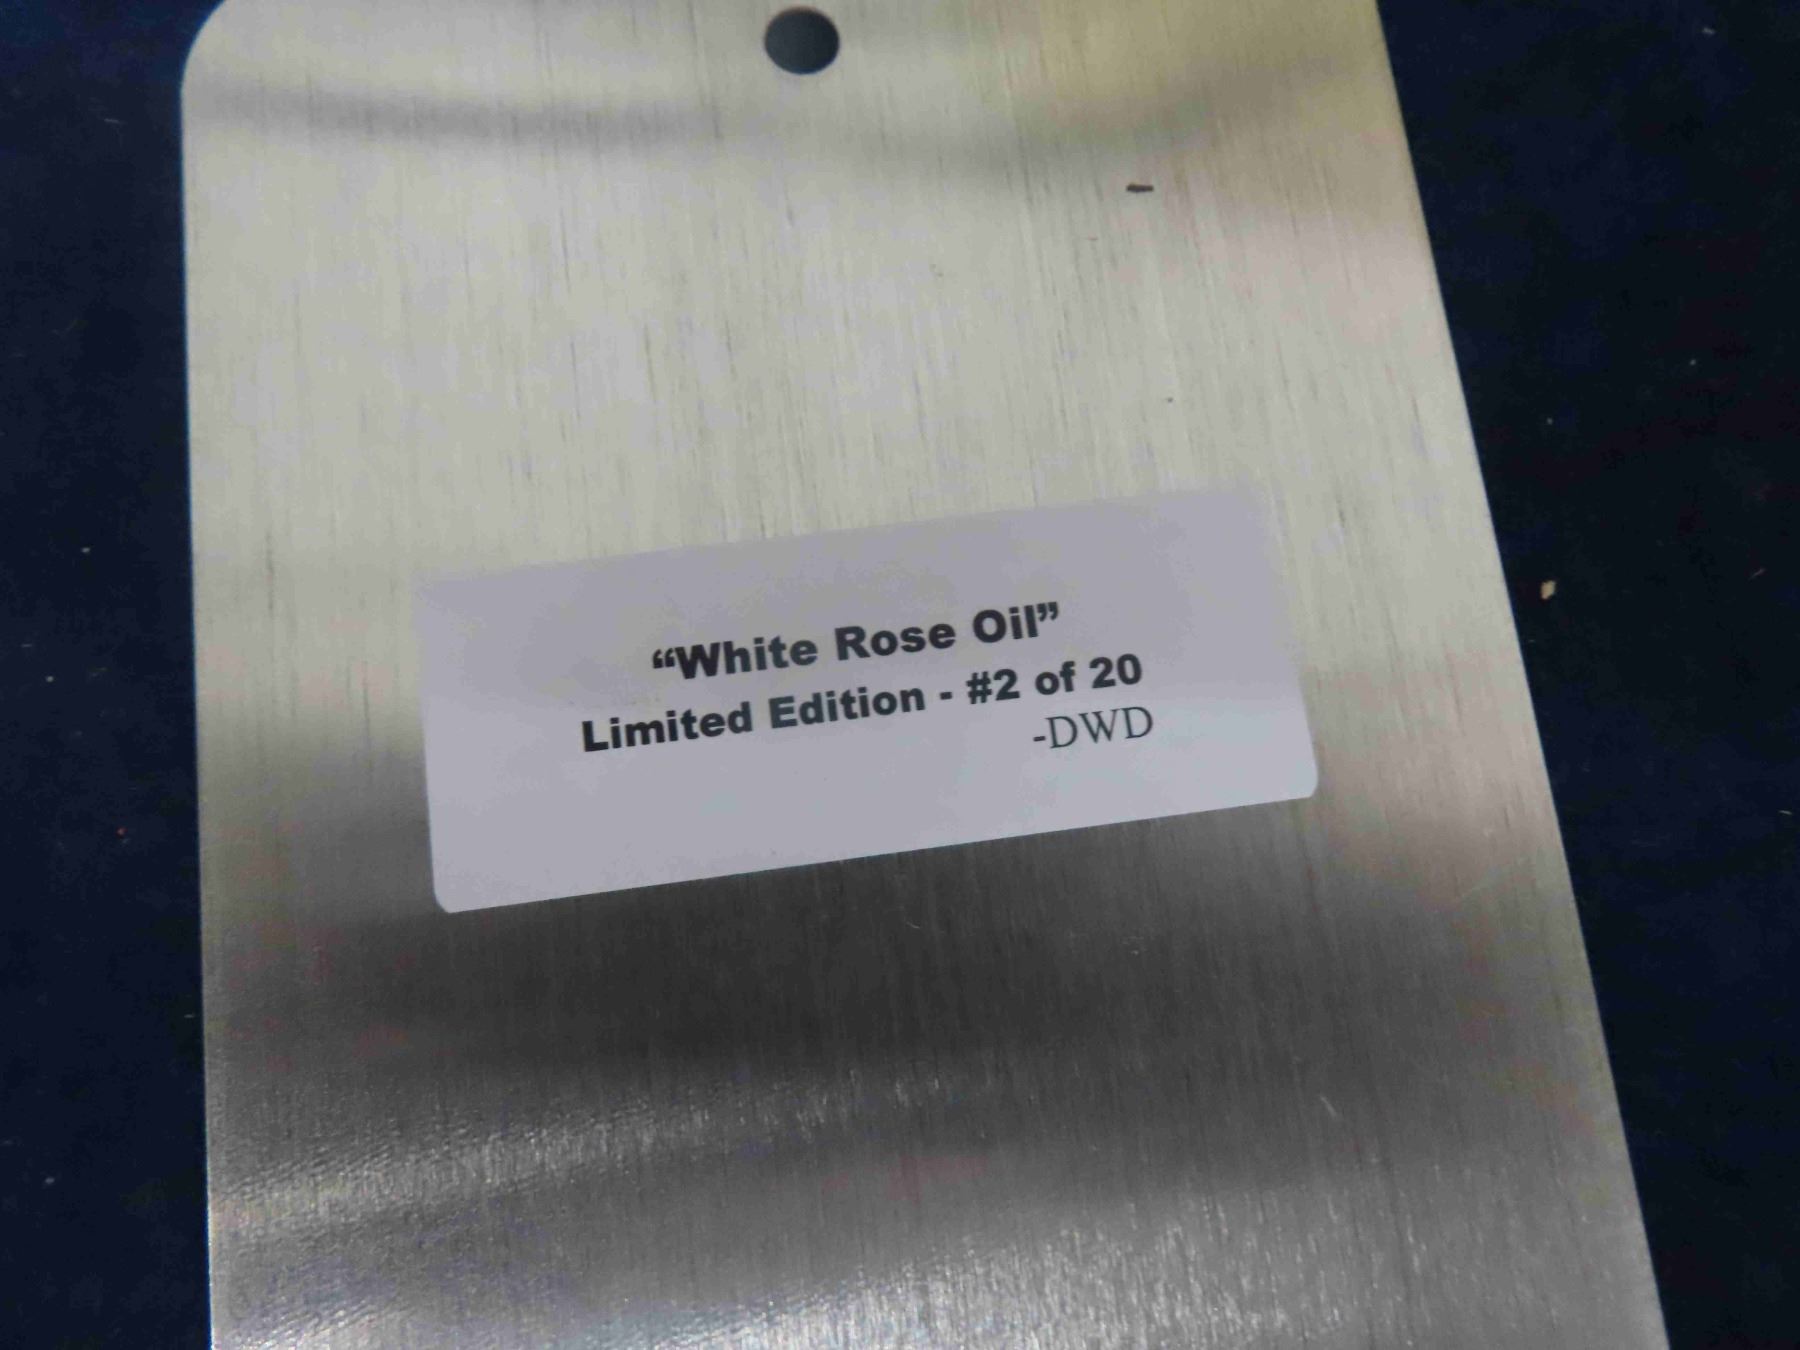 “White Rose Oil”
Limited Edition - #2 of 20
-DWD